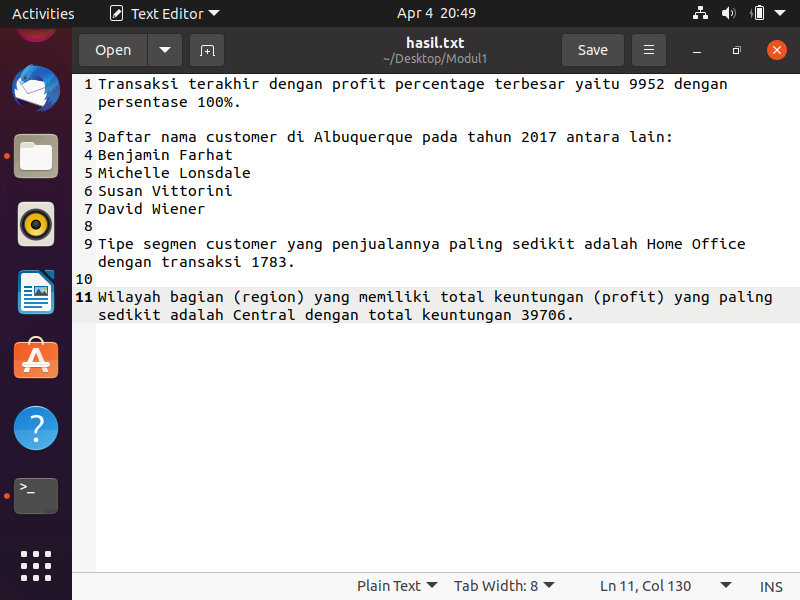 Activities
Text Editor
Apr 4 20:49
Open
hasil.txt
~/Desktop/Modul1
Save
1 Transaksi terakhir dengan profit percentage terbesar yaitu 9952 dengan
persentase 100%.
2
3 Daftar nama customer di Albuquerque pada tahun 2017 antara lain:
4 Benjamin Farhat
5 Michelle Lonsdale
6 Susan Vittorini
7 David Wiener
8
9 Tipe segmen customer yang penjualannya paling sedikit adalah Home Office
dengan transaksi 1783.
10
11 Wilayah bagian (region) yang memiliki total keuntungan (profit) yang paling
sedikit adalah Central dengan total keuntungan 39706.
Plain Text
Tab Width: 8
Ln 11, Col 130
INS